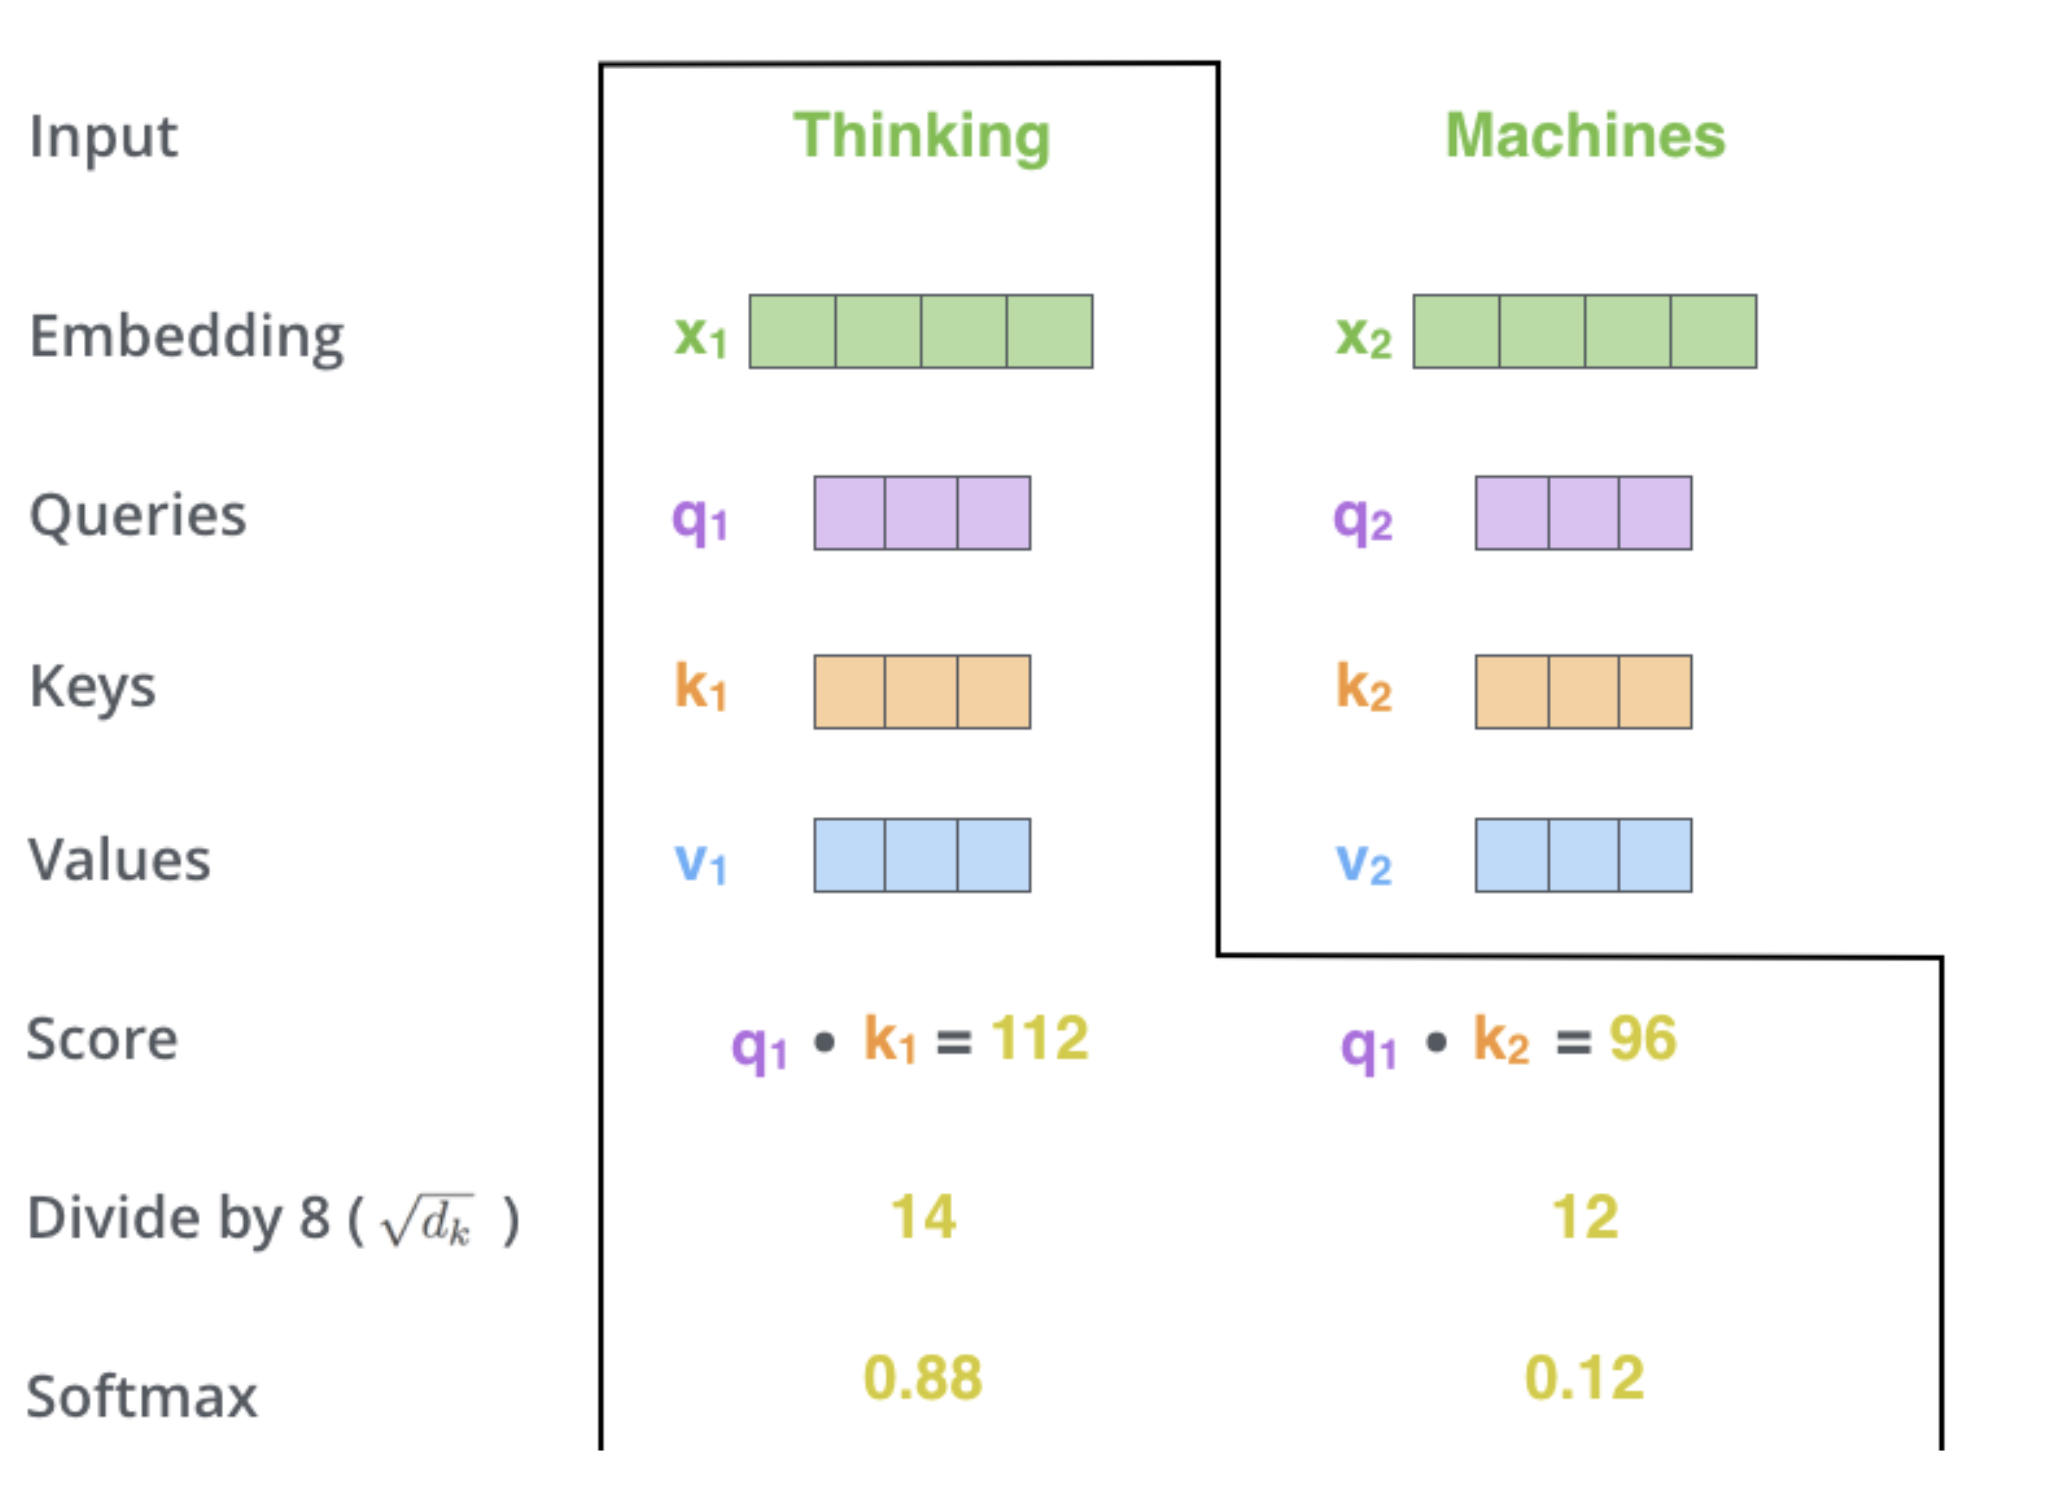 Input Thinking Machines
Embedding x1 x2
Queries q1 q2
Keys k1 k2
Values v1 v2
Score q1 • k1 = 112 q1 • k2 = 96
Divide by 8 ( √dk ) 14 12
Softmax 0.88 0.12